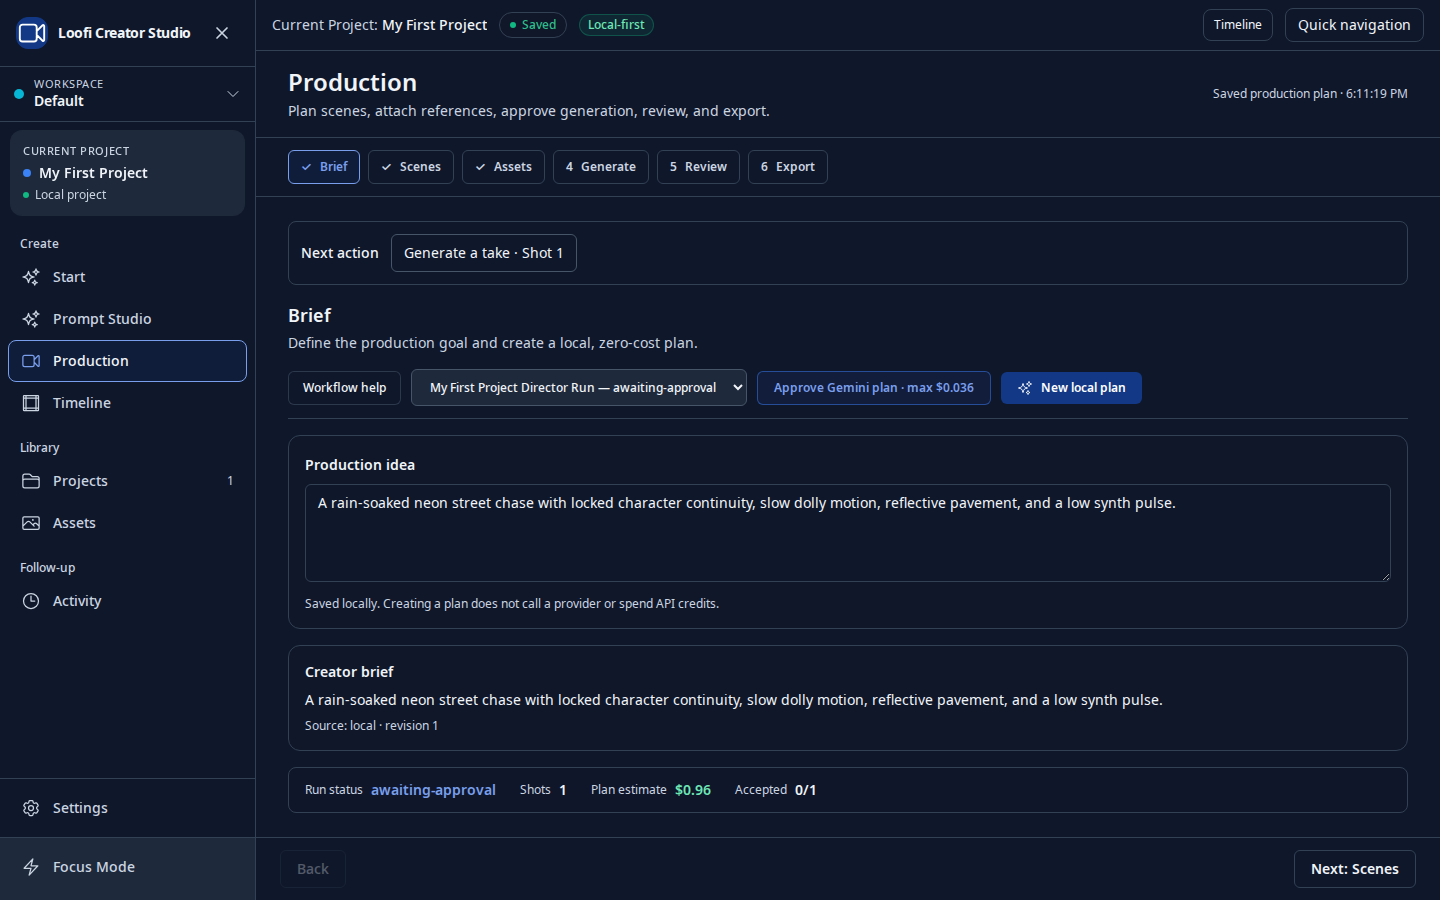 Loofi Creator Studio
WORKSPACE
Default
CURRENT PROJECT
My First Project
Local project
Create
Start
Prompt Studio
Production
Timeline
Library
Projects 1
Assets
Follow-up
Activity
Settings
Focus Mode
Current Project: My First Project Saved Local-first Timeline Quick navigation
Production
Plan scenes, attach references, approve generation, review, and export.
Saved production plan · 6:11:19 PM
Brief Scenes Assets 4 Generate 5 Review 6 Export
Next action Generate a take · Shot 1
Brief
Define the production goal and create a local, zero-cost plan.
Workflow help My First Project Director Run — awaiting-approval Approve Gemini plan · max $0.036 New local plan
Production idea
A rain-soaked neon street chase with locked character continuity, slow dolly motion, reflective pavement, and a low synth pulse.
Saved locally. Creating a plan does not call a provider or spend API credits.
Creator brief
A rain-soaked neon street chase with locked character continuity, slow dolly motion, reflective pavement, and a low synth pulse.
Source: local · revision 1
Run status awaiting-approval Shots 1 Plan estimate $0.96 Accepted 0/1
Back Next: Scenes